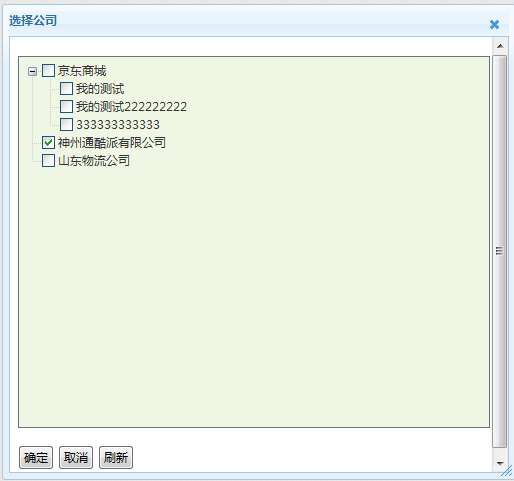 选择公司
京东商城
我的测试
我的测试222222222
333333333333
神州通酷派有限公司
山东物流公司
确定 取消 刷新